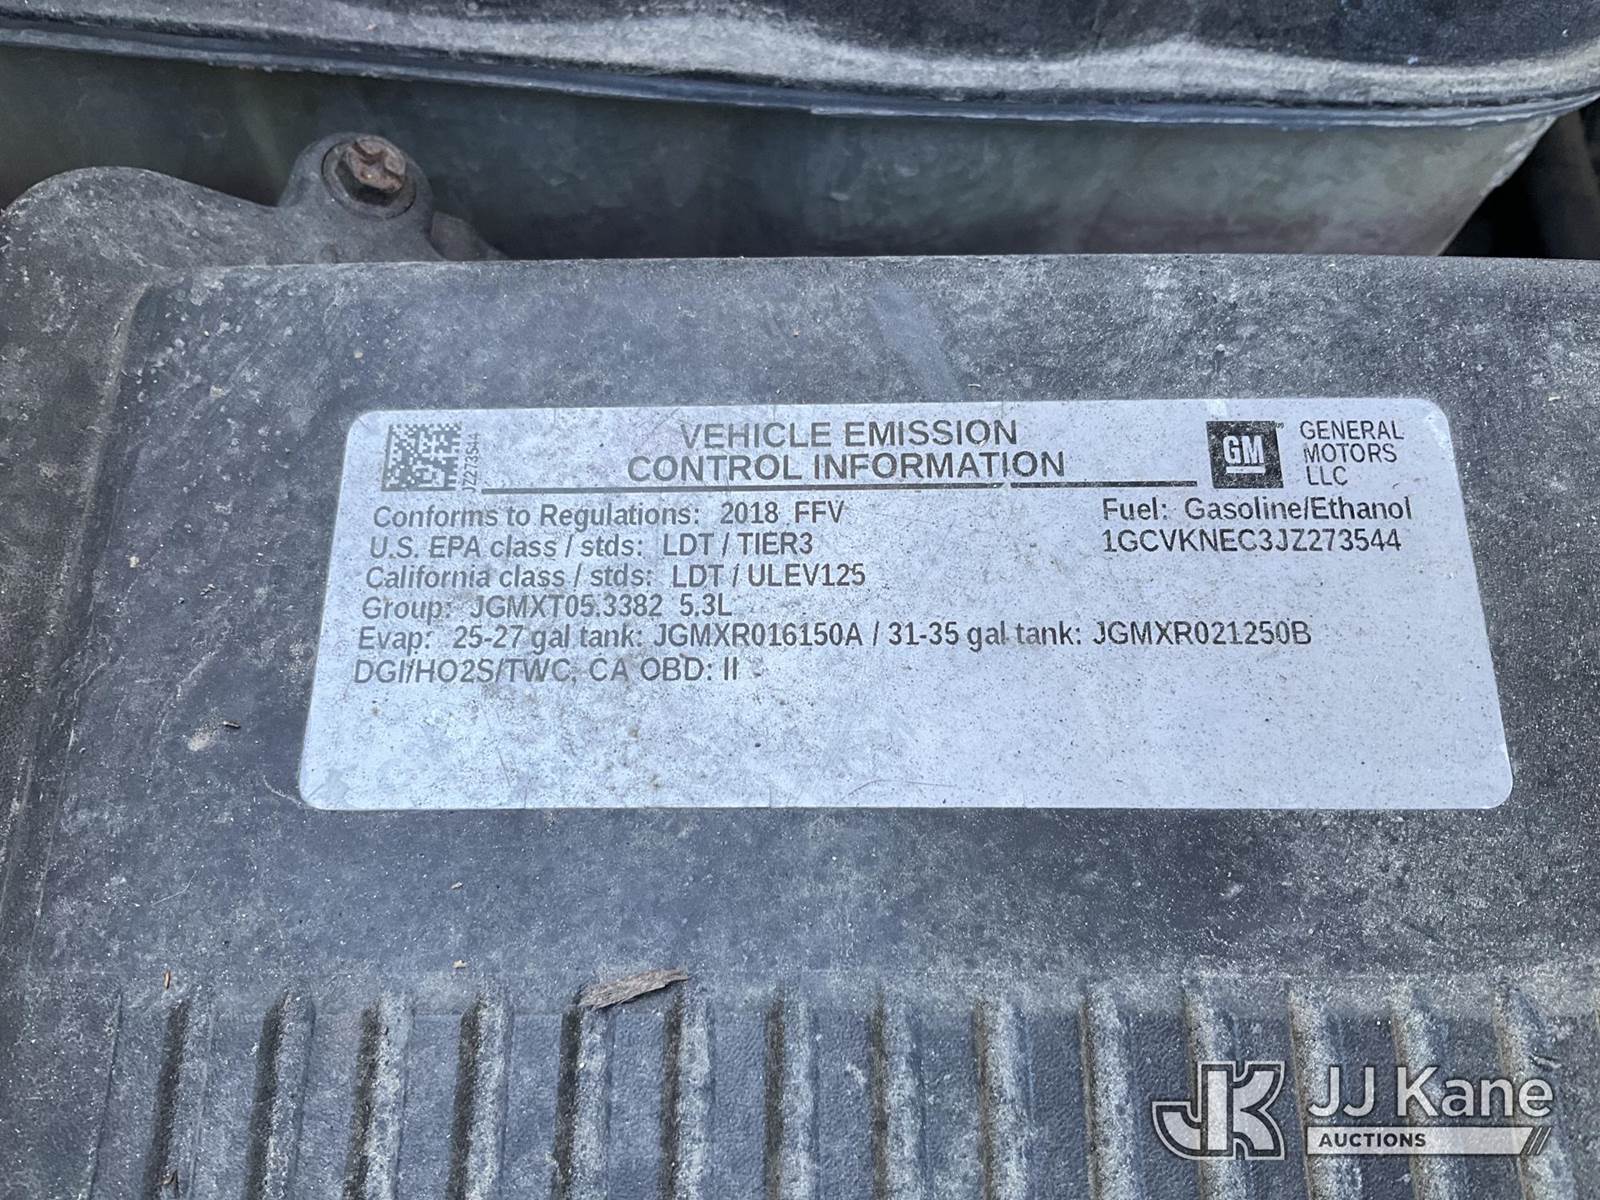 JZ273544
VEHICLE EMISSION
CONTROL INFORMATION
GM
GENERAL
MOTORS
LLC
Conforms to Regulations: 2018 FFV
Fuel: Gasoline/Ethanol
U.S. EPA class / stds: LDT / TIER3
1GCVKNEC3JZ273544
California class / stds: LDT / ULEV125
Group: JGMXT05.3382 5.3L
Evap: 25-27 gal tank: JGMXR016150A / 31-35 gal tank: JGMXR021250B
DGI/HO2S/TWC, CA OBD: II
JK
JJ Kane
AUCTIONS